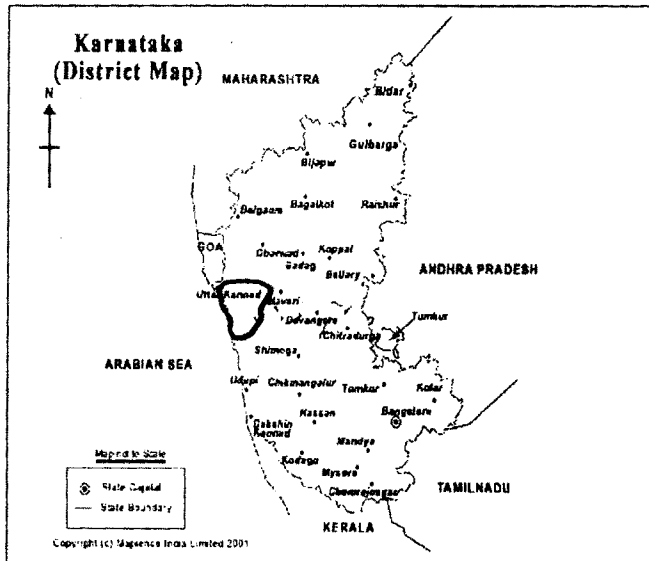 Karnataka
(District Map)
N
MAHARASHTRA
Bidar
Gulbarga
Bijapur
Bagalkot
Raichur
Belgaum
GOA
Dharwad
Gadag
Koppal
Bellary
ANDHRA PRADESH
Uttar Kannad
Haveri
Davangere
Chitradurga
Tumkur
Shimoga
ARABIAN SEA
Udupi
Chikmangalur
Tumkur
Kolar
Hassan
Bangalore
Dakshin
Kannad
Mandya
Kodagu
Mysore
TAMILNADU
KERALA
State Capital
State Boundary
Copyright (c) Mapsence India Limited 2001